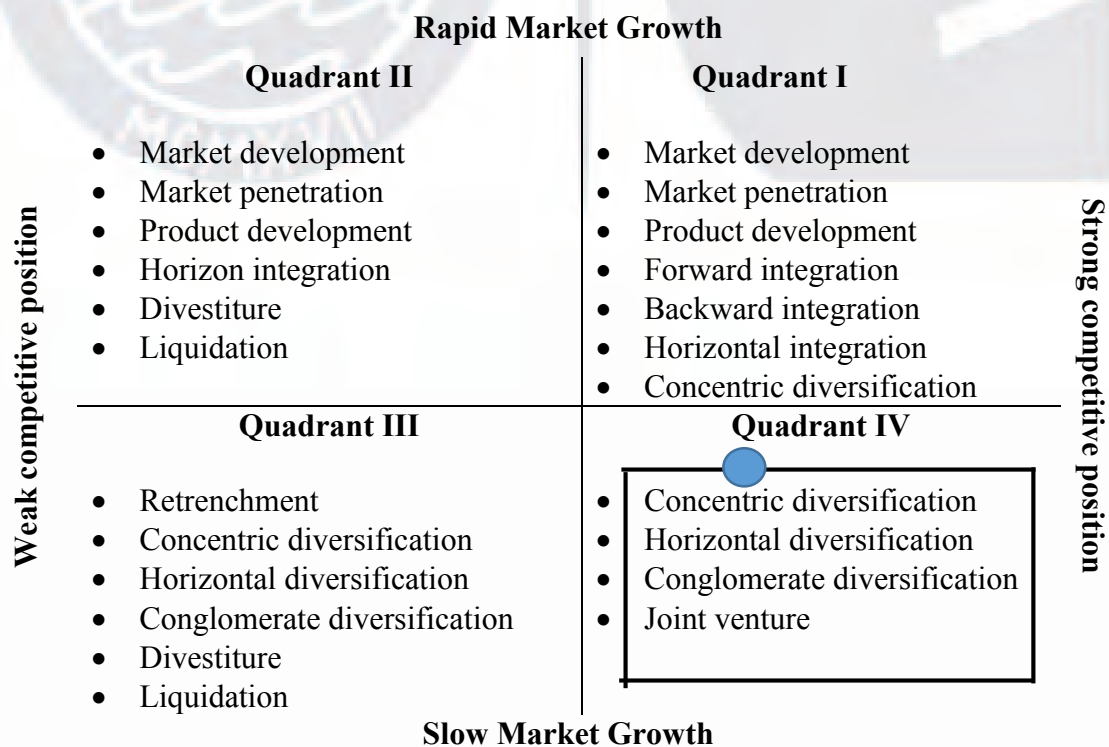 Rapid Market Growth
Quadrant II
• Market development
• Market penetration
• Product development
• Horizon integration
• Divestiture
• Liquidation
Quadrant I
• Market development
• Market penetration
• Product development
• Forward integration
• Backward integration
• Horizontal integration
• Concentric diversification
Weak competitive position
Strong competitive position
Quadrant III
• Retrenchment
• Concentric diversification
• Horizontal diversification
• Conglomerate diversification
• Divestiture
• Liquidation
Quadrant IV
• Concentric diversification
• Horizontal diversification
• Conglomerate diversification
• Joint venture
Slow Market Growth